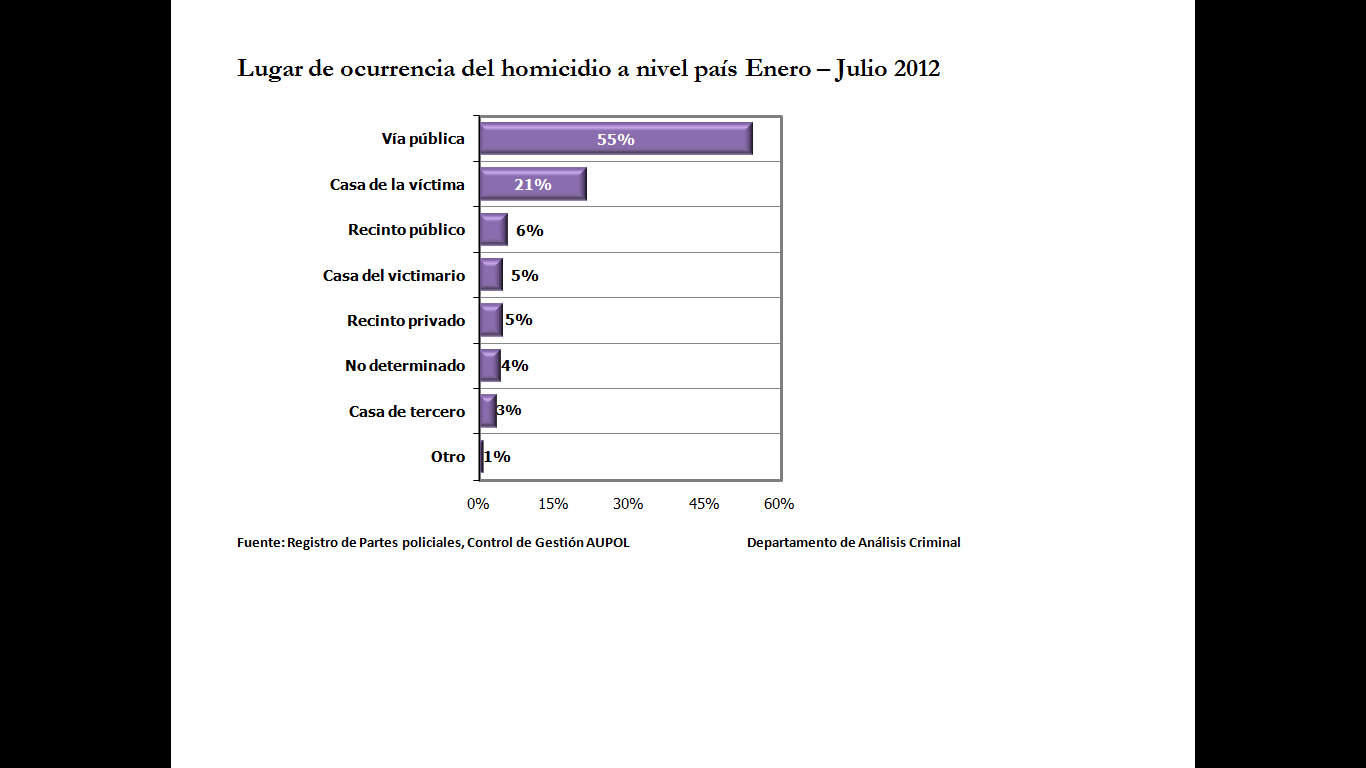 Lugar de ocurrencia del homicidio a nivel país Enero – Julio 2012
Vía pública 55%
Casa de la víctima 21%
Recinto público 6%
Casa del victimario 5%
Recinto privado 5%
No determinado 4%
Casa de tercero 3%
Otro 1%
0% 15% 30% 45% 60%
Fuente: Registro de Partes policiales, Control de Gestión AUPOL Departamento de Análisis Criminal